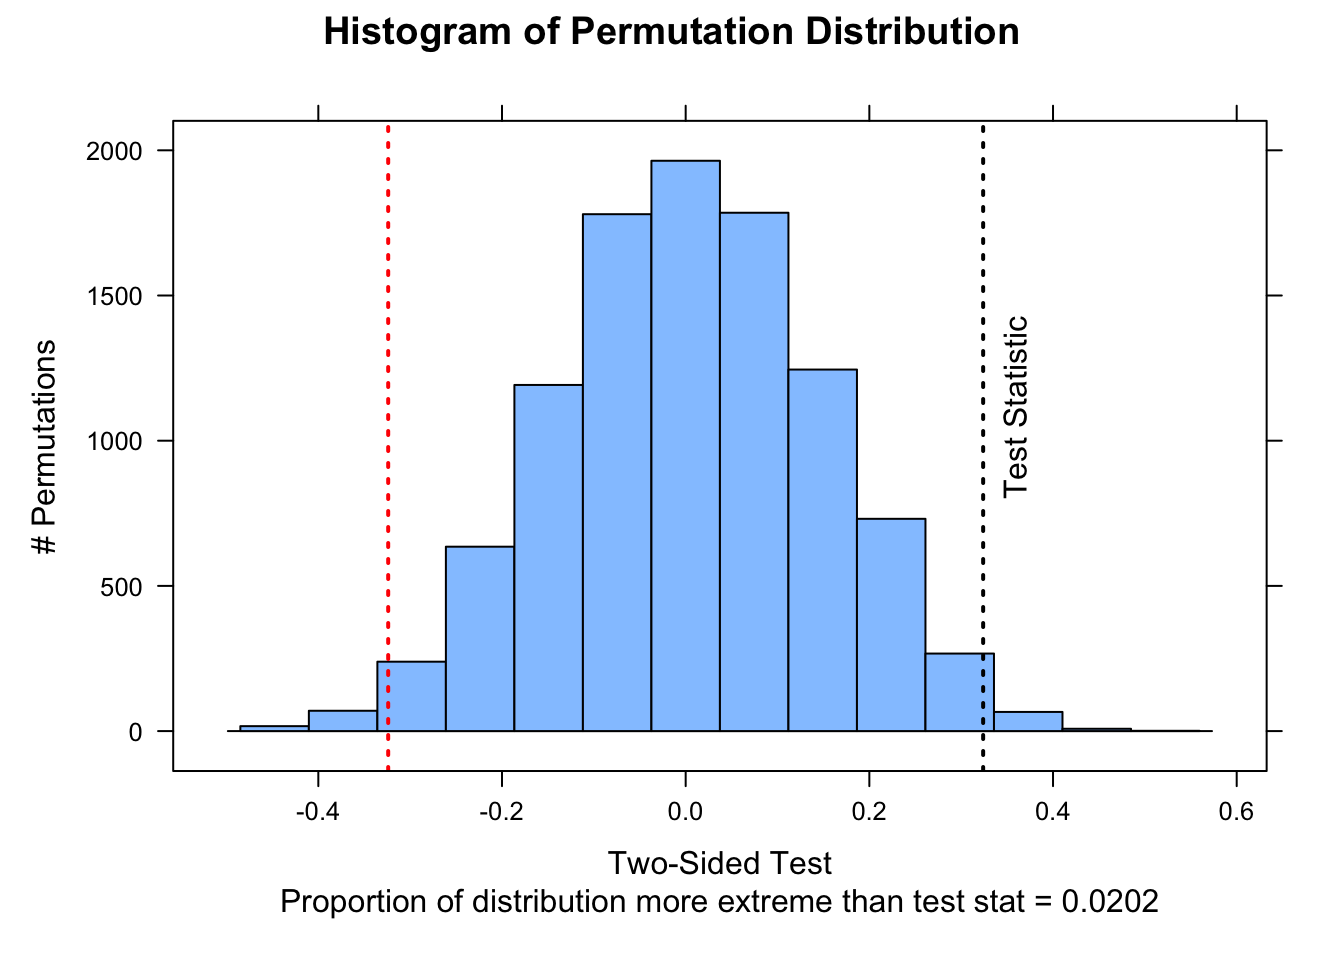 Histogram of Permutation Distribution
2000
1500
1000
500
0
# Permutations
Test Statistic
-0.4 -0.2 0.0 0.2 0.4 0.6
Two-Sided Test
Proportion of distribution more extreme than test stat = 0.0202